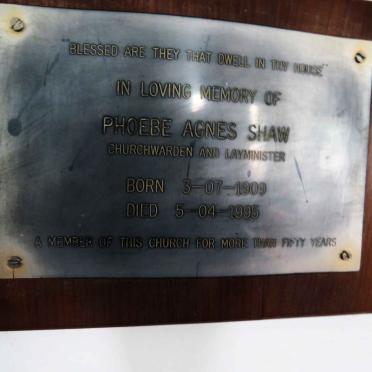 "BLESSED ARE THEY THAT DWELL IN THY HOUSE"
IN LOVING MEMORY OF
PHOEBE AGNES SHAW
CHURCHWARDEN AND LAYMINISTER
BORN 3-07-1909
DIED 5-04-1995
A MEMBER OF THIS CHURCH FOR MORE THAN FIFTY YEARS